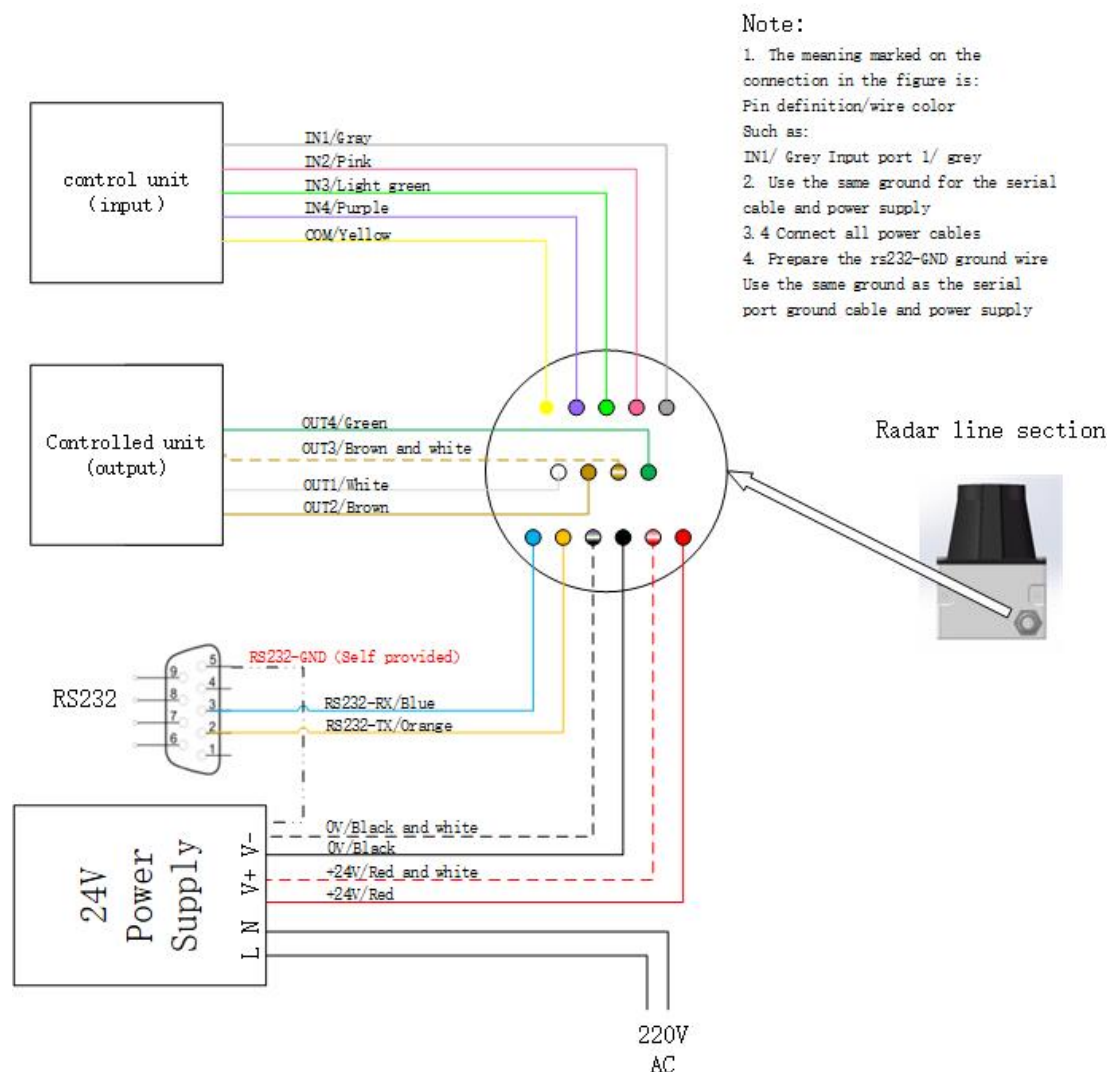 Note:
1. The meaning marked on the
connection in the figure is:
Pin definition/wire color
Such as:
IN1/ Grey Input port 1/ grey
2. Use the same ground for the serial
cable and power supply
3.4 Connect all power cables
4. Prepare the rs232-GND ground wire
Use the same ground as the serial
port ground cable and power supply
control unit
(input)
IN1/Gray
IN2/Pink
IN3/Light green
IN4/Purple
COM/Yellow
Controlled unit
(output)
OUT4/Green
OUT3/Brown and white
OUT1/White
OUT2/Brown
Radar line section
RS232
9
8
7
6
5
4
3
2
1
RS232-GND (Self provided)
RS232-RX/Blue
RS232-TX/Orange
24V
Power
Supply
V-
V+
N
L
0V/Black and white
0V/Black
+24V/Red and white
+24V/Red
220V
AC